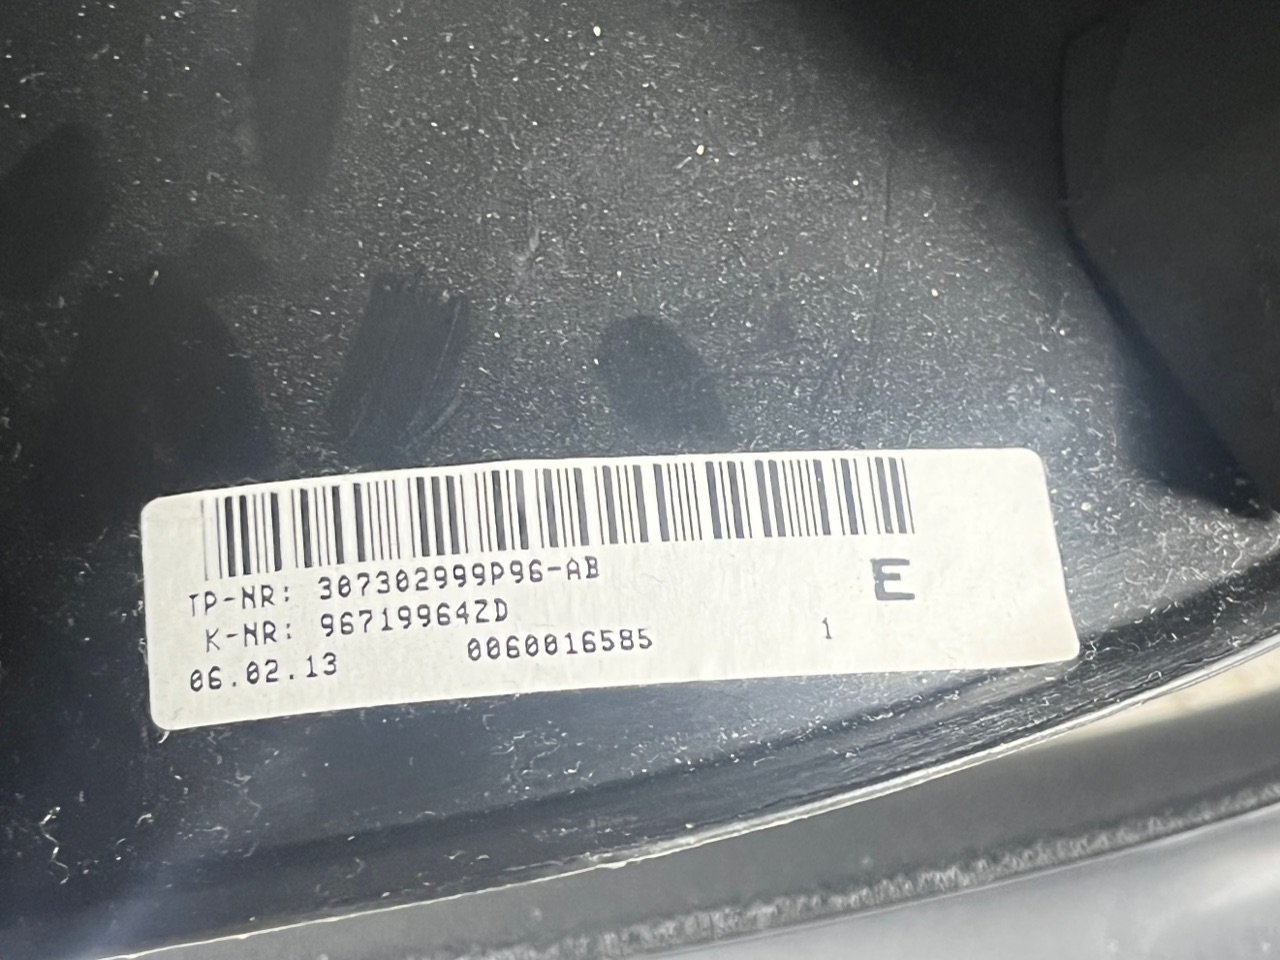 TP-NR: 307302999P96-AB
E
K-NR: 96719964ZD
06.02.13 0060016585 1